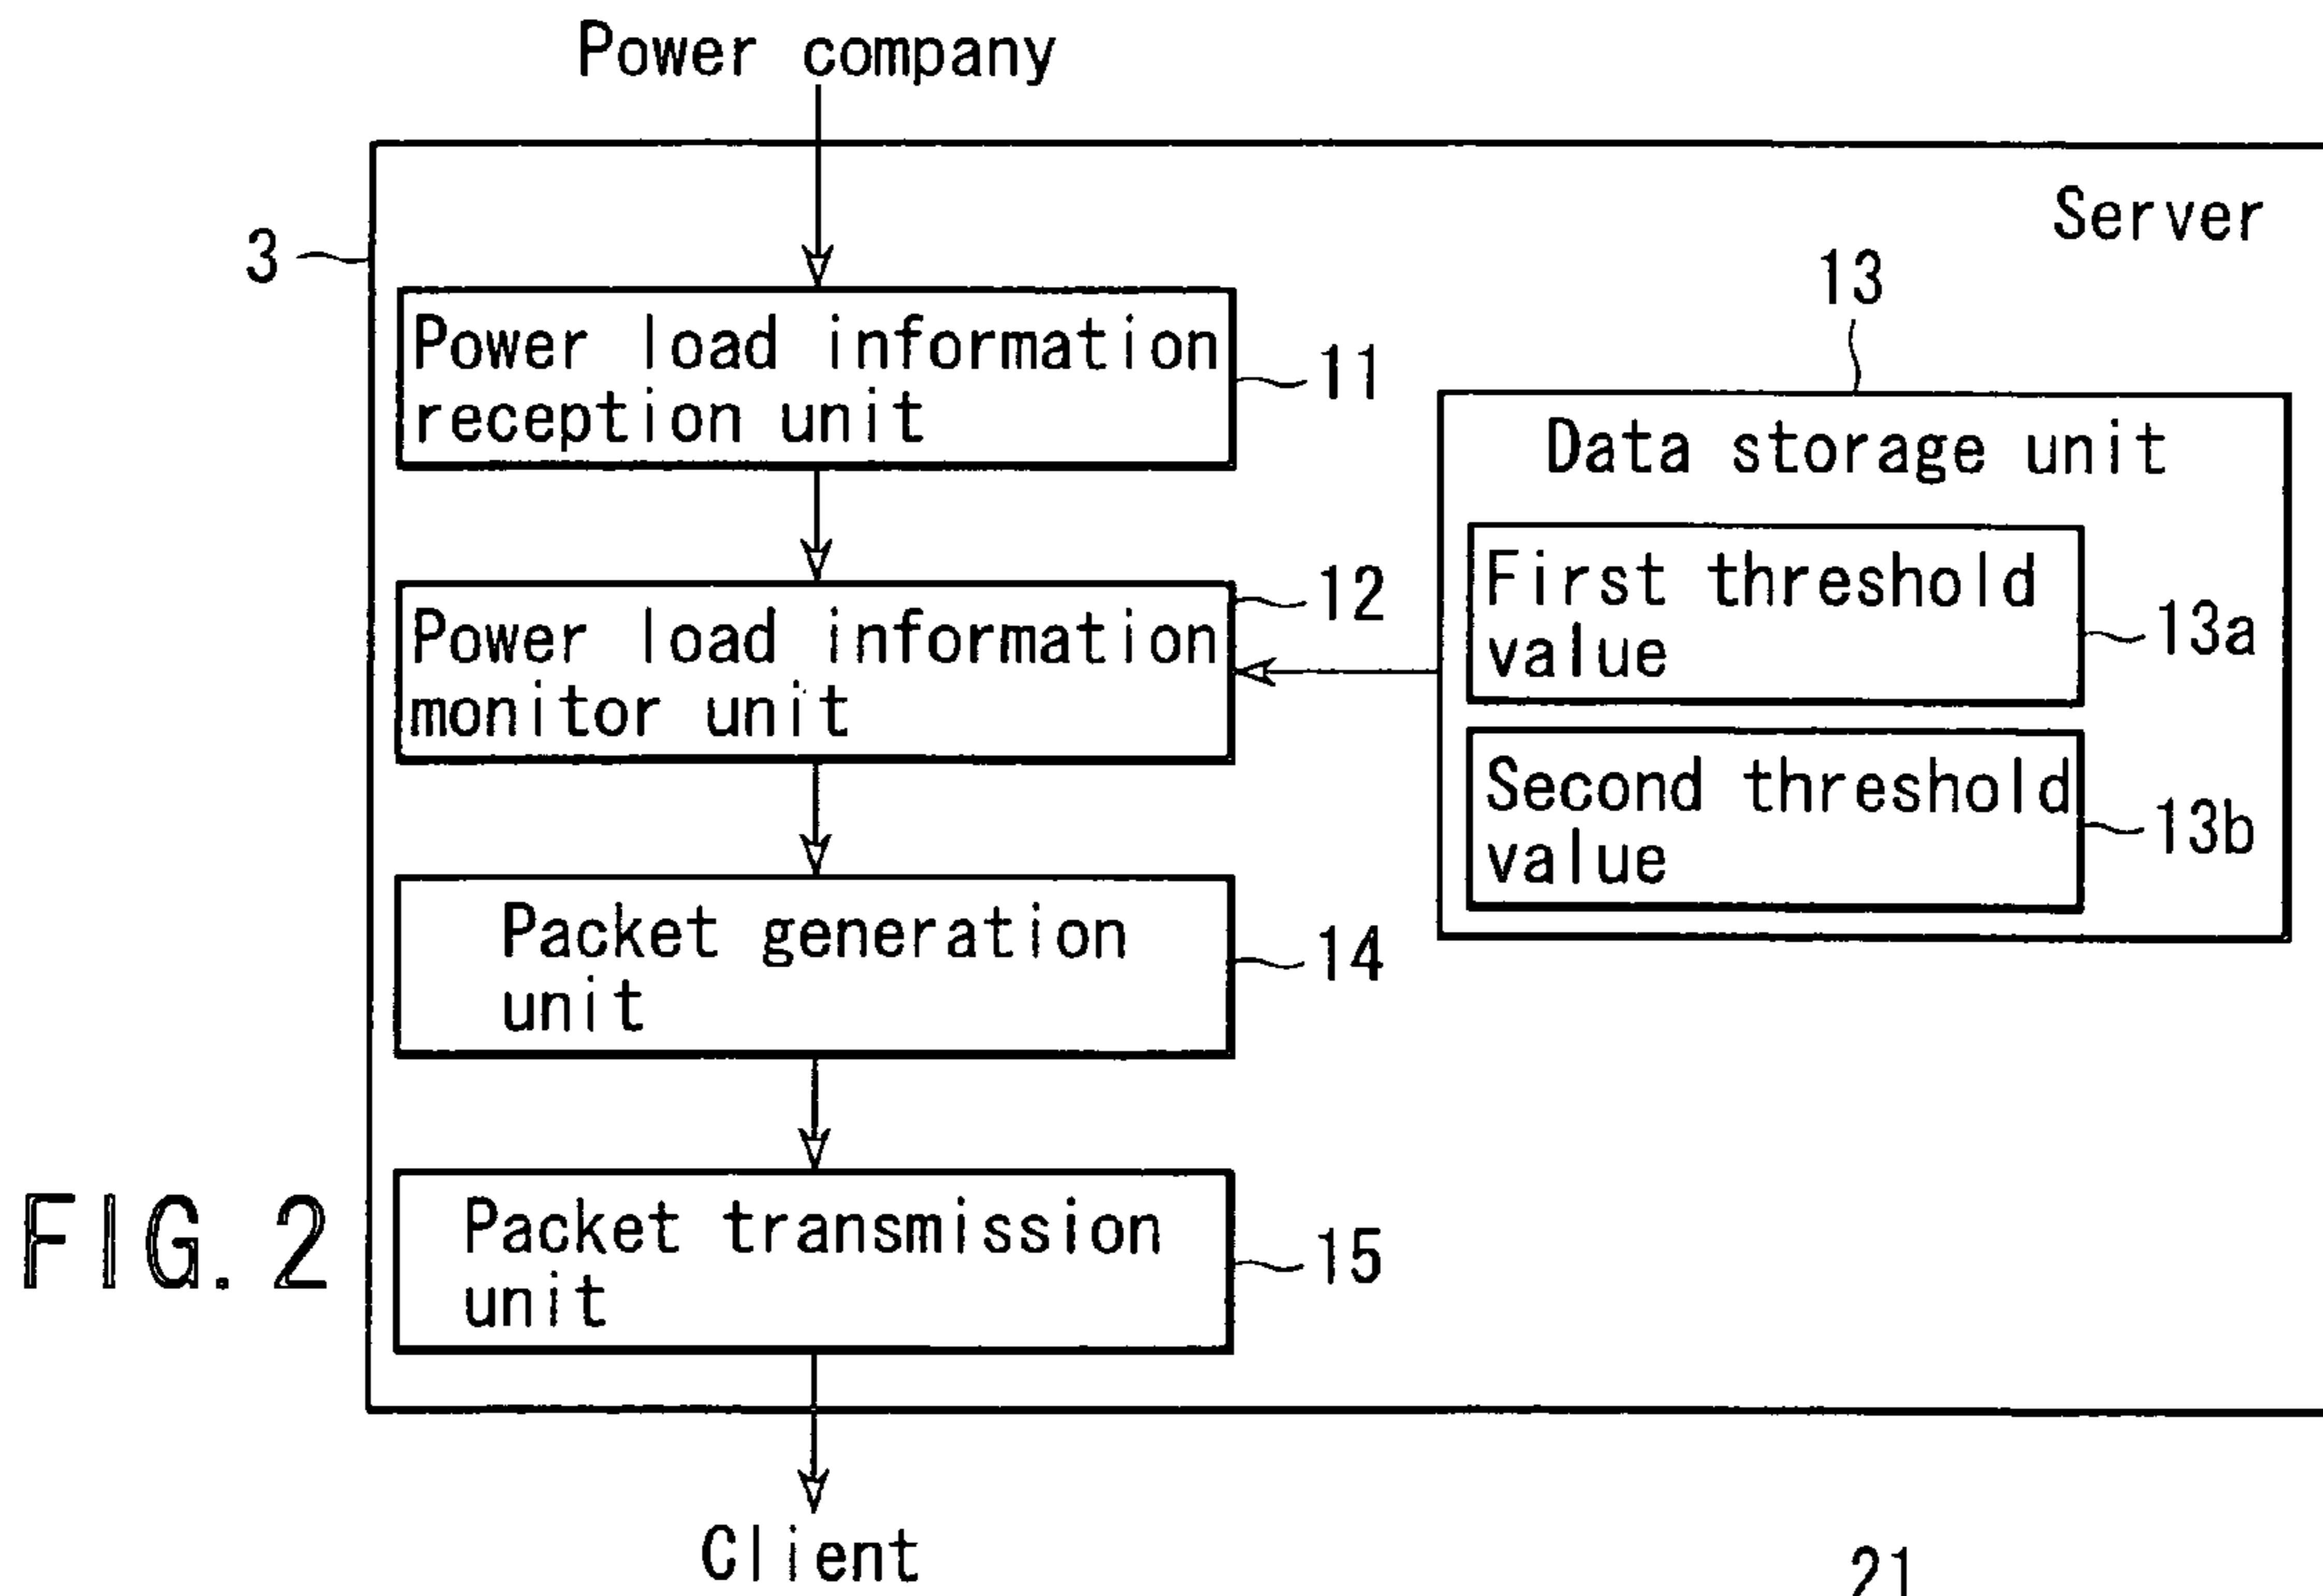 Power company
Server
3
13
Power load information
reception unit
11
Data storage unit
First threshold
value
13a
12
Power load information
monitor unit
Second threshold
value
13b
Packet generation
unit
14
Packet transmission
unit
15
FIG. 2
Client
21